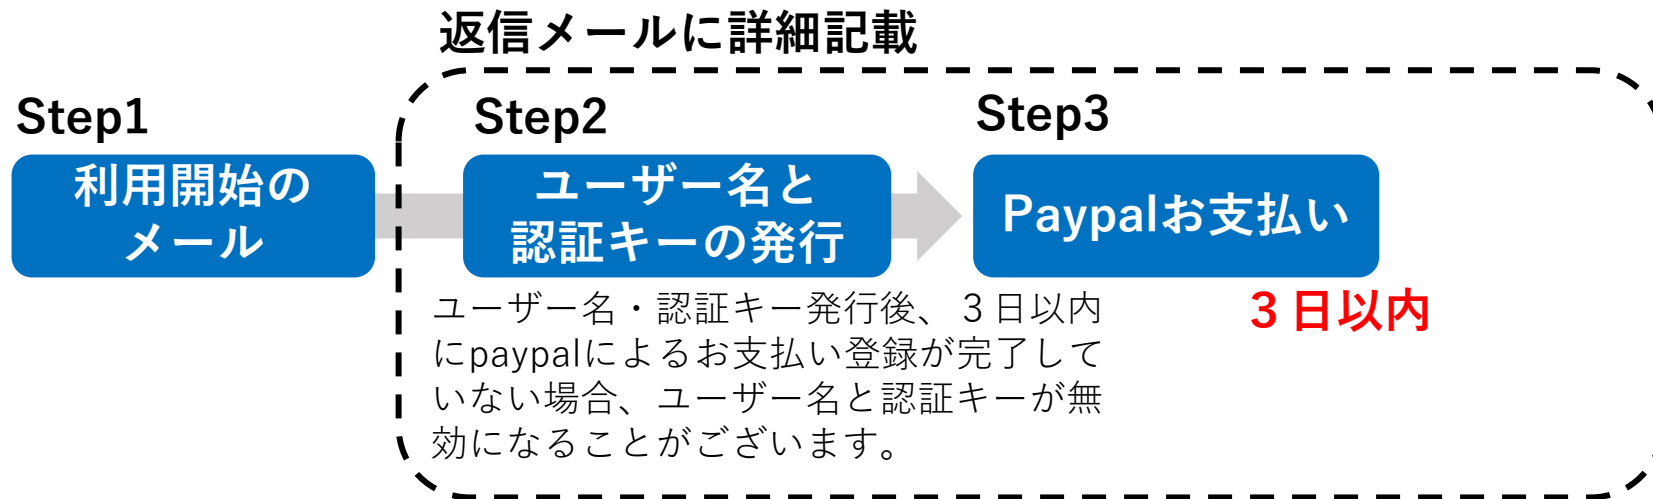 返信メールに詳細記載
Step1
利用開始の
メール
Step2
ユーザー名と
認証キーの発行
Step3
Paypalお支払い
３日以内
ユーザー名・認証キー発行後、３日以内
にpaypalによるお支払い登録が完了して
いない場合、ユーザー名と認証キーが無
効になることがございます。